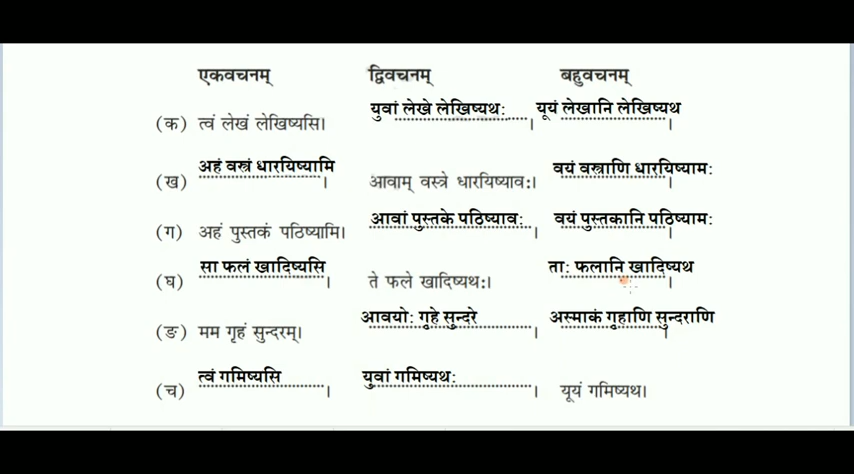 एकवचनम् द्विवचनम् बहुवचनम्
(क) त्वं लेखं लेखिष्यसि। युवां लेखे लेखिष्यथः। यूयं लेखानि लेखिष्यथ।
(ख) अहं वस्त्रं धारयिष्यामि। आवाम् वस्त्रे धारयिष्यावः। वयं वस्त्राणि धारयिष्यामः।
(ग) अहं पुस्तकं पठिष्यामि। आवां पुस्तके पठिष्यावः। वयं पुस्तकानि पठिष्यामः।
(घ) सा फलं खादिष्यसि। ते फले खादिष्यथः। ताः फलानि खादिष्यथ।
(ङ) मम गृहं सुन्दरम्। आवयोः गृहे सुन्दरे। अस्माकं गृहाणि सुन्दराणि।
(च) त्वं गमिष्यसि। युवां गमिष्यथः। यूयं गमिष्यथ।